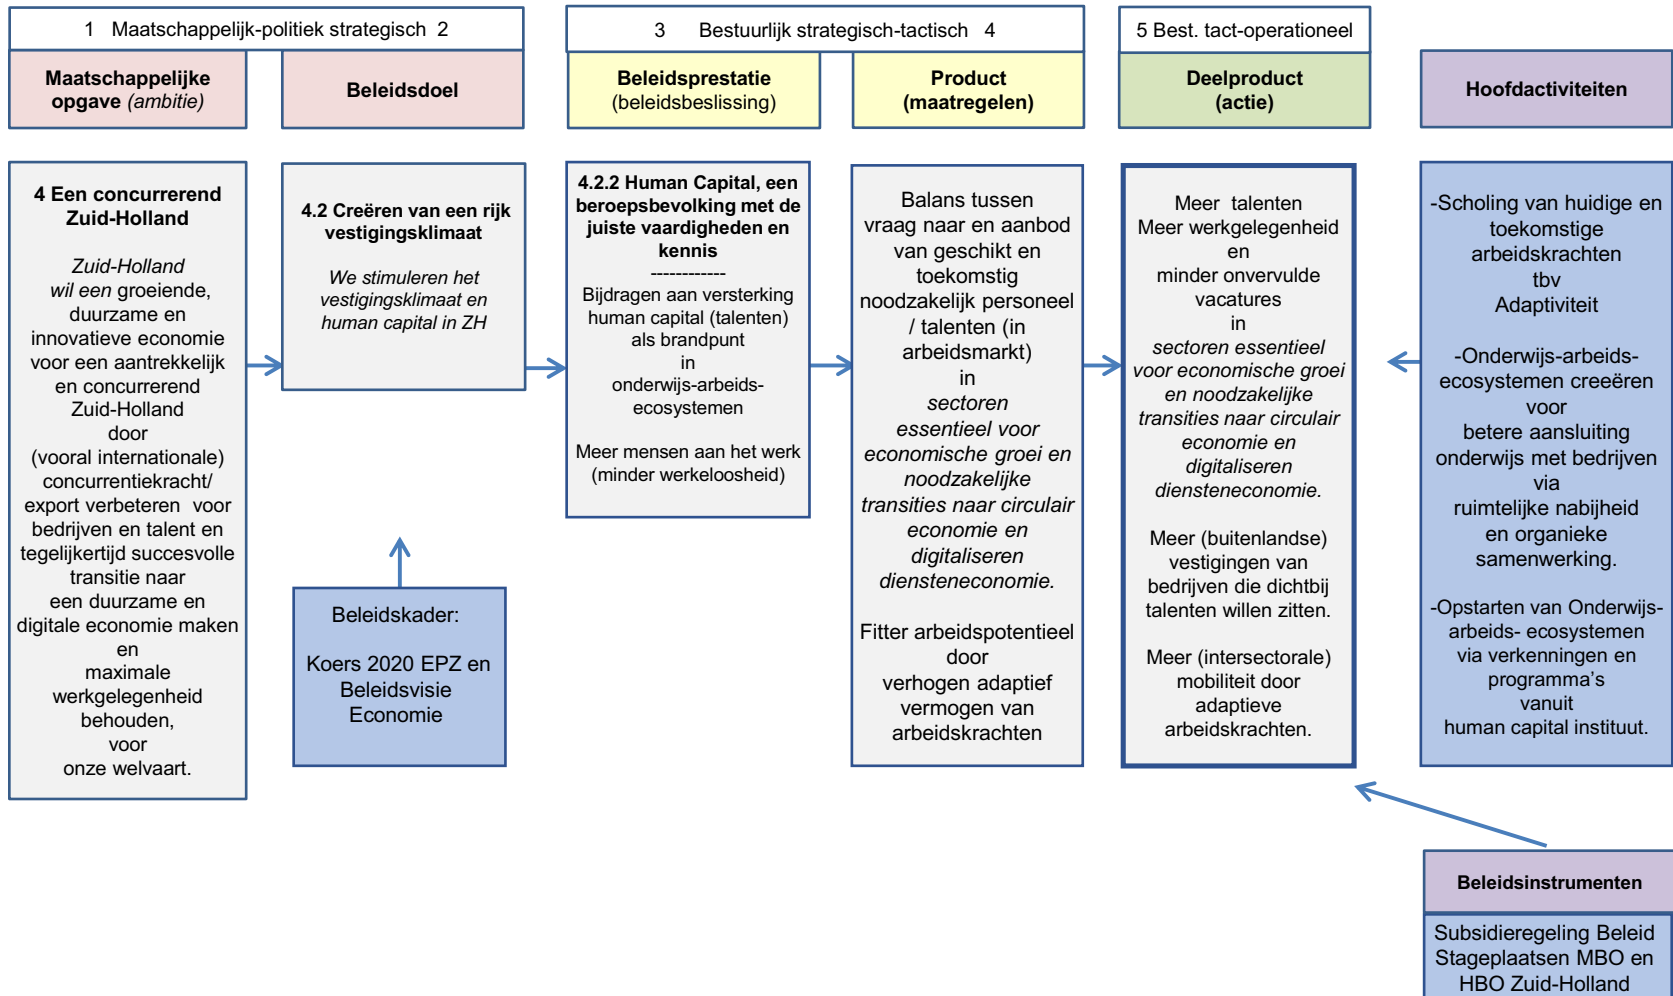 1 Maatschappelijk-politiek strategisch 2
3 Bestuurlijk strategisch-tactisch 4
5 Best. tact-operationeel
Maatschappelijke
opgave (ambitie)
Beleidsdoel
Beleidsprestatie
(beleidsbeslissing)
Product
(maatregelen)
Deelproduct
(actie)
Hoofdactiviteiten
4 Een concurrerend
Zuid-Holland
Zuid-Holland
wil een groeiende,
duurzame en
innovatieve economie
voor een aantrekkelijk
en concurrerend
Zuid-Holland
door
(vooral internationale)
concurrentiekracht/
export verbeteren voor
bedrijven en talent en
tegelijkertijd succesvolle
transitie naar
een duurzame en
digitale economie maken
en
maximale
werkgelegenheid
behouden,
voor
onze welvaart.
4.2 Creëren van een rijk
vestigingsklimaat
We stimuleren het
vestigingsklimaat en
human capital in ZH
Beleidskader:
Koers 2020 EPZ en
Beleidsvisie
Economie
4.2.2 Human Capital, een
beroepsbevolking met de
juiste vaardigheden en
kennis
------------
Bijdragen aan versterking
human capital (talenten)
als brandpunt
in
onderwijs-arbeids-
ecosystemen
Meer mensen aan het werk
(minder werkeloosheid)
Balans tussen
vraag naar en aanbod
van geschikt en
toekomstig
noodzakelijk personeel
/ talenten (in
arbeidsmarkt)
in
sectoren
essentieel voor
economische groei en
noodzakelijke
transities naar circulair
economie en
digitaliseren
diensteneconomie.
Fitter arbeidspotentieel
door
verhogen adaptief
vermogen van
arbeidskrachten
Meer talenten
Meer werkgelegenheid
en
minder onvervulde
vacatures
in
sectoren essentieel
voor economische groei
en noodzakelijke
transities naar circulair
economie en
digitaliseren
diensteneconomie.
Meer (buitenlandse)
vestigingen van
bedrijven die dichtbij
talenten willen zitten.
Meer (intersectorale)
mobiliteit door
adaptieve
arbeidskrachten.
-Scholing van huidige en
toekomstige
arbeidskrachten
tbv
Adaptiviteit
-Onderwijs-arbeids-
ecosystemen creeëren
voor
betere aansluiting
onderwijs met bedrijven
via
ruimtelijke nabijheid
en organieke
samenwerking.
-Opstarten van Onderwijs-
arbeids- ecosystemen
via verkenningen en
programma's
vanuit
human capital instituut.
Beleidsinstrumenten
Subsidieregeling Beleid
Stageplaatsen MBO en
HBO Zuid-Holland